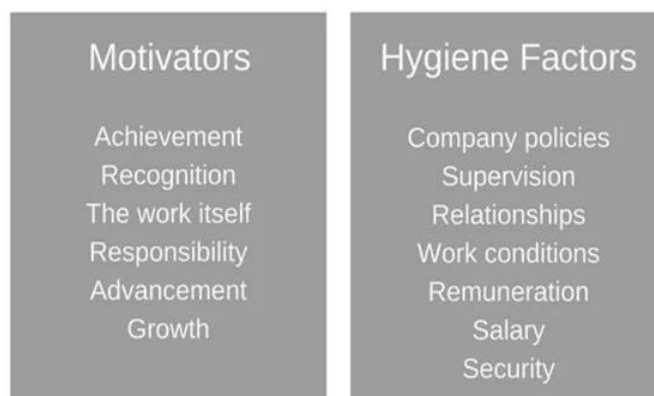 Motivators
Achievement
Recognition
The work itself
Responsibility
Advancement
Growth
Hygiene Factors
Company policies
Supervision
Relationships
Work conditions
Remuneration
Salary
Security